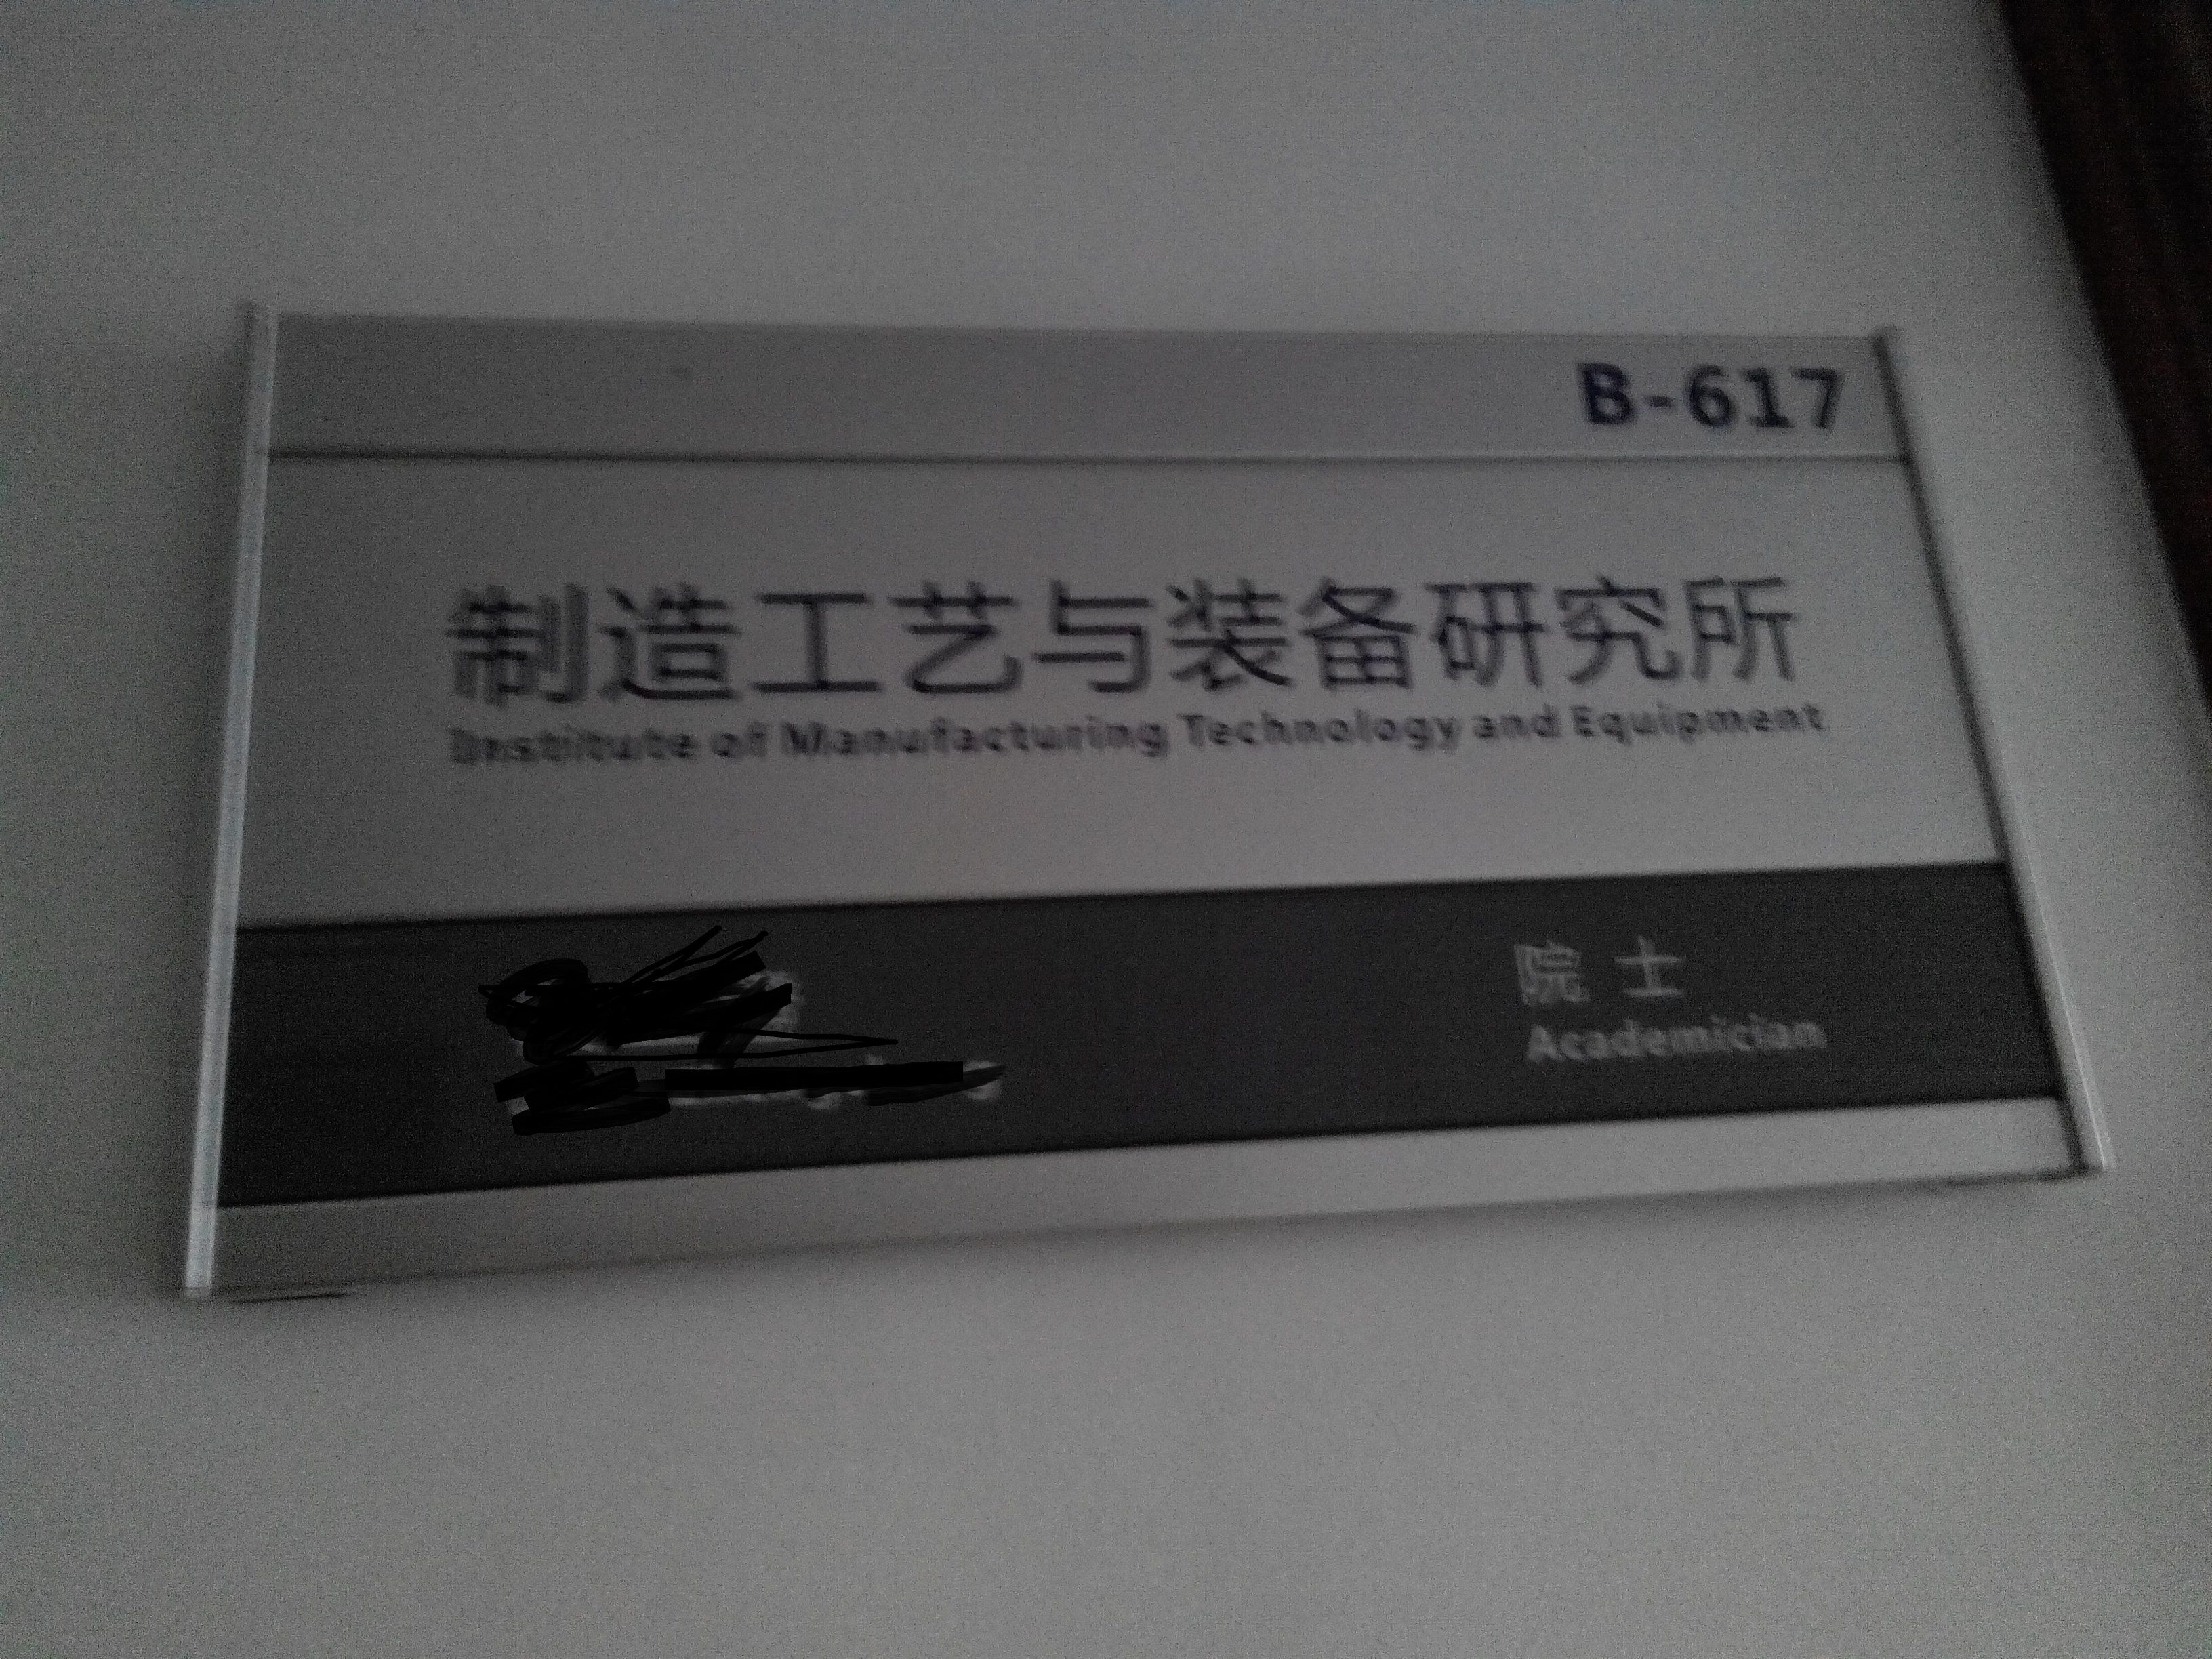 B-617
制造工艺与装备研究所
Institute of Manufacturing Technology and Equipment
院士
Academician